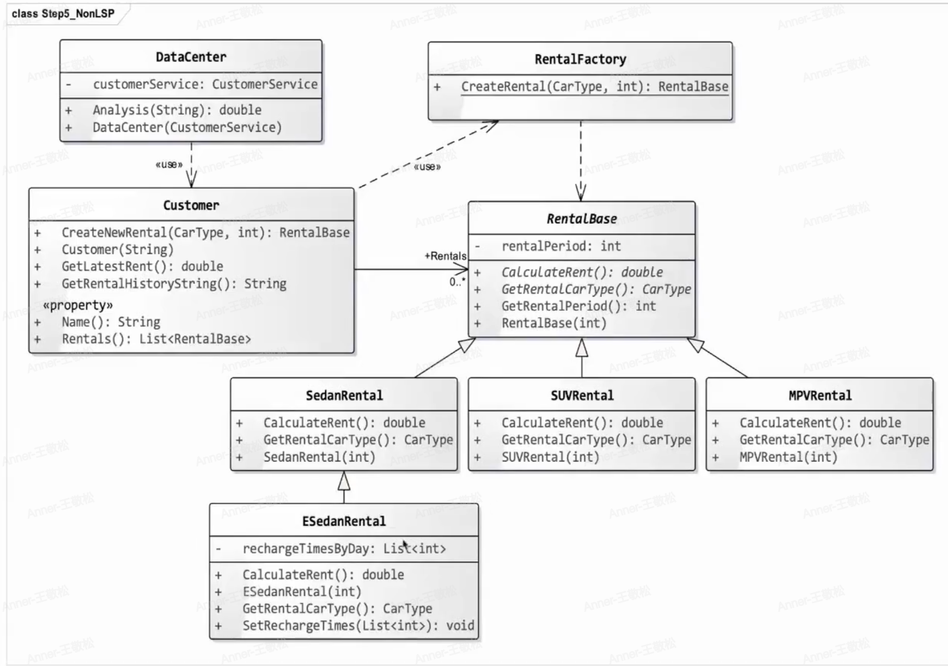 class Step5_NonLSP
DataCenter
- customerService: CustomerService
+ Analysis(String): double
+ DataCenter(CustomerService)
RentalFactory
+ CreateRental(CarType, int): RentalBase
«use»
«use»
Customer
+ CreateNewRental(CarType, int): RentalBase
+ Customer(String)
+ GetLatestRent(): double
+ GetRentalHistoryString(): String
«property»
+ Name(): String
+ Rentals(): List<RentalBase>
+Rentals
0..*
RentalBase
- rentalPeriod: int
+ CalculateRent(): double
+ GetRentalCarType(): CarType
+ GetRentalPeriod(): int
+ RentalBase(int)
SedanRental
+ CalculateRent(): double
+ GetRentalCarType(): CarType
+ SedanRental(int)
SUVRental
+ CalculateRent(): double
+ GetRentalCarType(): CarType
+ SUVRental(int)
MPVRental
+ CalculateRent(): double
+ GetRentalCarType(): CarType
+ MPVRental(int)
ESedanRental
- rechargeTimesByDay: List<int>
+ CalculateRent(): double
+ ESedanRental(int)
+ GetRentalCarType(): CarType
+ SetRechargeTimes(List<int>): void